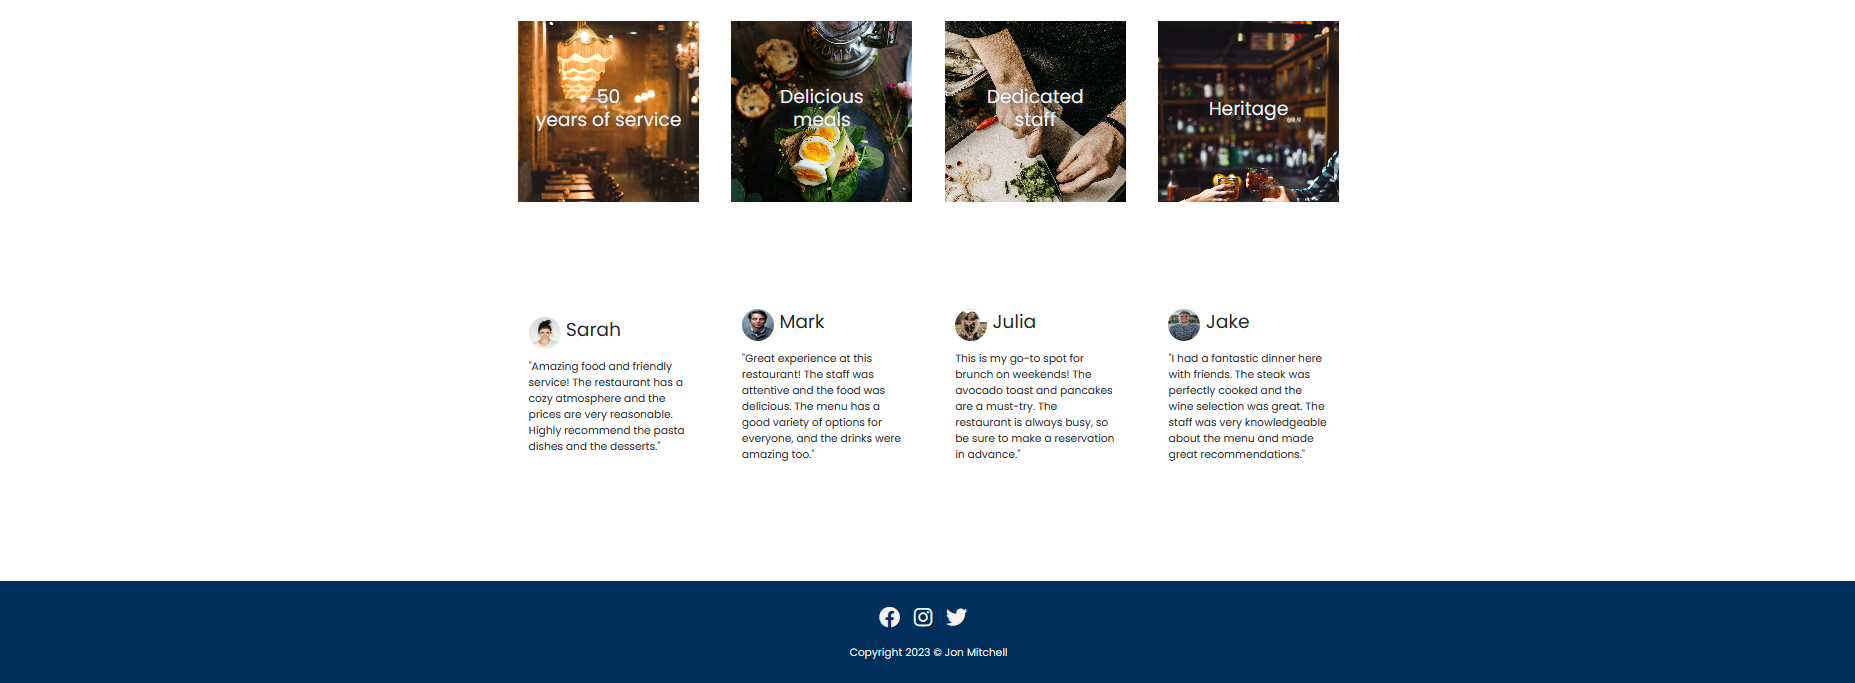 50
years of service
Delicious
meals
Dedicated
staff
Heritage
Sarah
"Amazing food and friendly
service! The restaurant has a
cozy atmosphere and the
prices are very reasonable.
Highly recommend the pasta
dishes and the desserts."
Mark
"Great experience at this
restaurant! The staff was
attentive and the food was
delicious. The menu has a
good variety of options for
everyone, and the drinks were
amazing too."
Julia
This is my go-to spot for
brunch on weekends! The
avocado toast and pancakes
are a must-try. The
restaurant is always busy, so
be sure to make a reservation
in advance."
Jake
"I had a fantastic dinner here
with friends. The steak was
perfectly cooked and the
wine selection was great. The
staff was very knowledgeable
about the menu and made
great recommendations."
Copyright 2023 © Jon Mitchell